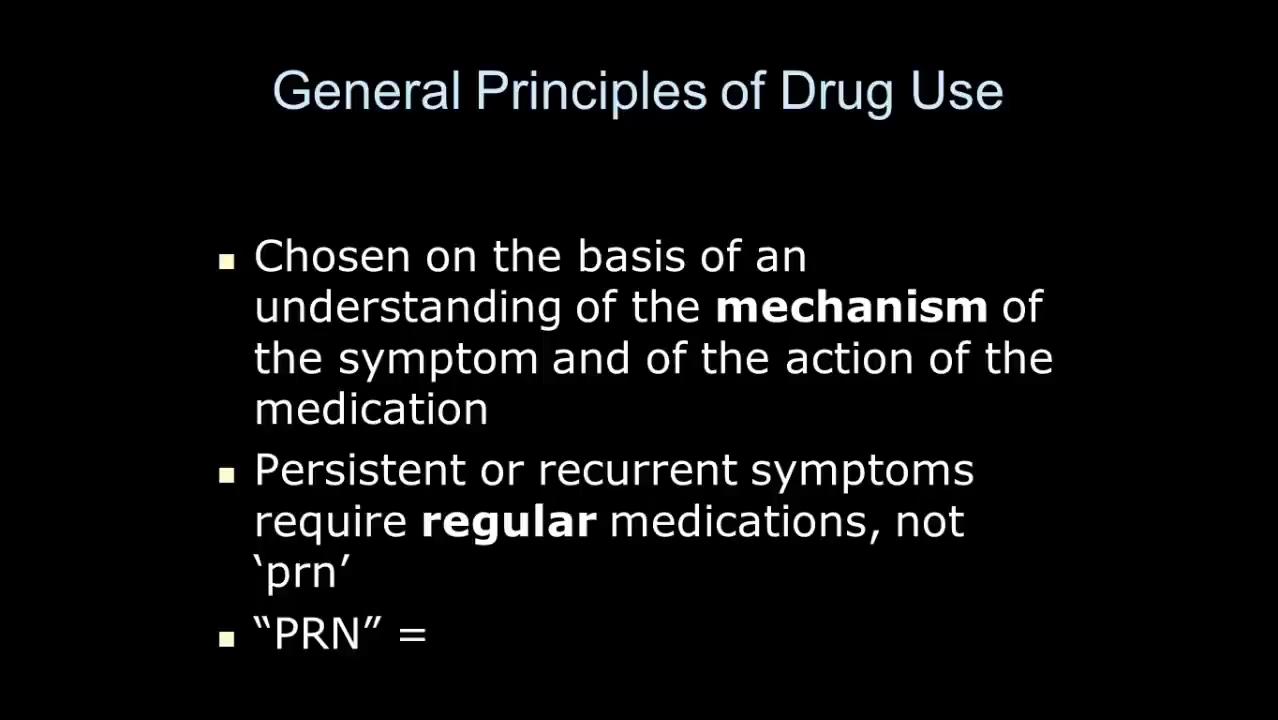 General Principles of Drug Use
Chosen on the basis of an
understanding of the mechanism of
the symptom and of the action of the
medication
Persistent or recurrent symptoms
require regular medications, not
‘prn’
“PRN” =